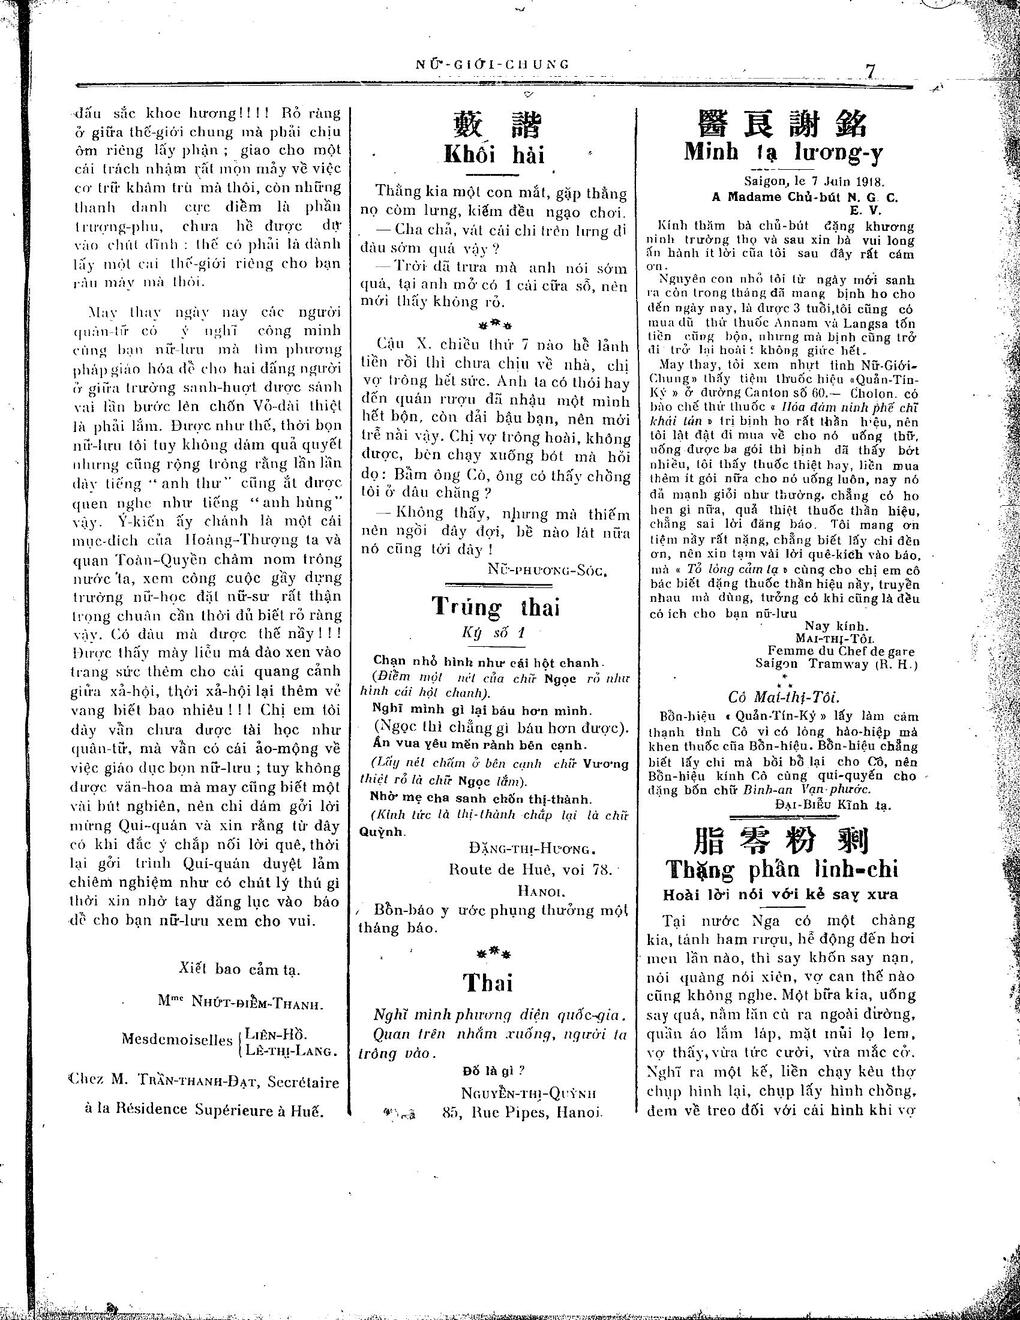 NỮ-GIỚI-CHUNG
7
dấu sắc khoe hương!!!! Rỏ ràng
ở giữa thế-giới chung mà phải chịu
ôm riêng lấy phận ; giao cho một
cái trách nhậm rất mọn mảy về việc
cơ trữ khâm trù mà thôi, còn những
thanh danh cực điểm là phần
trượng-phu, chưa hề được dự
vào chút đỉnh : thế có phải là dành
lấy một cai thế-giới riêng cho bạn
râu mày mà thôi.
May thay ngày nay các người
quân-tử có ý nghĩ công minh
cùng bạn nữ-lưu mà tìm phương
pháp giáo hóa để cho hai đấng người
ở giữa trường sanh-huợt được sánh
vai lần bước lên chốn Võ-đài thiệt
là phải lắm. Được như thế, thời bọn
nữ-lưu tôi tuy không dám quả quyết
nhưng cũng rộng trông rằng lần lần
dây tiếng “anh thư” cũng ắt được
quen nghe như tiếng “anh hùng”
vậy. Ý-kiến ấy chánh là một cái
mục-đích của Hoàng-Thượng ta và
quan Toàn-Quyền chăm nom trông
nước ta, xem công cuộc gầy dựng
trường nữ-học đặt nữ-sư rất thận
trọng chuân cần thời đủ biết rỏ ràng
vậy. Có đâu mà được thế nầy!!!
Được thấy mày liễu má đào xen vào
trang sức thêm cho cái quang cảnh
giữa xả-hội, thời xả-hội lại thêm vẻ
vang biết bao nhiêu!!! Chị em tôi
dây vẩn chưa được tài học như
quân-tử, mà vẩn có cái ảo-mộng về
việc giáo dục bọn nữ-lưu ; tuy không
được văn-hoa mà may cũng biết một
vài bút nghiên, nên chi dám gởi lời
mừng Qui-quán và xin rằng từ dây
có khi đắc ý chắp nối lời quê, thời
lại gởi trình Quí-quán duyệt lảm
chiêm nghiệm như có chút lý thú gì
thời xin nhờ tay đăng lục vào báo
dể cho bạn nữ-lưu xem cho vui.
Xiết bao cảm tạ.
Mme NHỨT-ĐIỂM-THANH.
Mesdemoiselles { LIÊN-HỒ.
LÊ-THỊ-LANG.
Chez M. TRẦN-THANH-ĐẠT, Secrétaire
à la Résidence Supérieure à Huế.
藪 諧
Khôi hài
Thằng kia một con mắt, gặp thằng
nọ còm lưng, kiếm đều ngạo chơi.
— Cha chả, vát cái chi trên lưng đi
đàu sớm quá vậy ?
— Trời đã trưa mà anh nói sớm
quá, tại anh mở có 1 cái cửa sổ, nên
mới thấy không rỏ.
***
Cậu X. chiều thứ 7 nào hể lảnh
tiền rồi thì chưa chịu về nhà, chị
vợ trông hết sức. Anh ta có thói hay
đến quán rượu đã nhậu một mình
hết bộn, còn đải bậu bạn, nên mới
trể nải vậy. Chị vợ trông hoài, không
được, bèn chạy xuống bót mà hỏi
dọ : Bẩm ông Cò, ông có thấy chồng
tôi ở đâu chăng ?
— Không thấy, nhưng mà thiếm
nên ngồi đây đợi, bề nào lát nữa
nó cũng tới dày !
NỮ-PHƯƠNG-SÓC.
Trúng thai
Ký số 1
Chạn nhỏ hình như cái hột chanh.
(Điểm một nét của chữ Ngọc rỏ như
hình cái hột chanh).
Nghĩ mình gì lại báu hơn mình.
(Ngọc thì chẳng gì báu hơn được).
Ấn vua yêu mến rành bên cạnh.
(Lấy nét chấm ở bên cạnh chữ Vương
thiệt rỏ là chữ Ngọc lắm).
Nhờ mẹ cha sanh chốn thị-thành.
(Kinh tức là thị-thành chắp lại là chữ
Quỳnh.
ĐẶNG-THỊ-HƯƠNG.
Route de Huê, voi 78.
HANOI.
Bổn-báo y ước phụng thưởng một
tháng báo.
***
Thai
Nghĩ mình phương diện quốc-gia.
Quan trên nhắm xuống, người ta
trông vào.
Đố là gì ?
NGUYỄN-THỊ-QUỲNH
85, Rue Pipes, Hanoi.
醫 良 謝 銘
Minh tạ lương-y
Saigon, le 7 Juin 1918.
A Madame Chủ-bút N. G. C.
E. V.
Kính thăm bà chủ-bút đặng khương
ninh trường thọ và sau xin bà vui long
ấn hành ít lời của tôi sau đây rất cám
ơn.
Nguyên con nhỏ tôi từ ngày mới sanh
ra còn trong tháng đã mang bịnh ho cho
đến ngày nay, là được 3 tuổi, tôi cũng có
mua đủ thứ thuốc Annam và Langsa tốn
tiền cũng bộn, nhưng mà bịnh cũng trở
đi trở lại hoài : không giức hết.
May thay, tôi xem nhựt tình Nữ-Giới-
Chung» thấy tiệm thuốc hiệu «Quản-Tín-
Ký » ở đường Canton số 60.— Cholon. có
bào chế thứ thuốc « Hóa đàm ninh phế chỉ
khái tán » trị bịnh ho rất thần hiệu, nên
tôi lật đật đi mua về cho nó uống thử,
uống được ba gói thì bịnh đã thấy bớt
nhiều, tôi thấy thuốc thiệt hay, liền mua
thêm ít gói nữa cho nó uống luôn, nay nó
đả mạnh giỏi như thường, chẳng có ho
hen gì nữa, quả thiệt thuốc thần hiệu,
chẳng sai lời đăng báo. Tôi mang ơn
tiệm nầy rất nặng, chẳng biết lấy chi đền
ơn, nên xin tạm vài lời quê-kích vào báo,
mà « Tỏ lòng cảm tạ » cùng cho chị em cô
bác biết đặng thuốc thần hiệu nầy, truyền
nhau mà dùng, tưởng có khi cũng là đều
có ích cho bạn nữ-lưu
Nay kính.
MAI-THỊ-TÔI.
Femme du Chef de gare
Saigon Tramway (R. H.)
***
Cô Mai-thị-Tôi.
Bổn-hiệu « Quản-Tín-Ký » lấy làm cám
thạnh tình Cô vì có lòng hảo-hiệp mà
khen thuốc của Bổn-hiệu. Bổn-hiệu chẳng
biết lấy chi mà bồi bổ lại cho Cô, nên
Bổn-hiệu kính Cô cùng quí-quyến cho
đặng bốn chữ Bình-an Vạn-phước.
ĐẠI-BIỂU Kính tạ.
脂 零 粉 剩
Thặng phấn linh-chi
Hoài lời nói với kẻ say xưa
Tại nước Nga có một chàng
kia, tánh ham rượu, hể động đến hơi
men lần nào, thì say khốn say nạn,
nói quàng nói xiên, vợ can thế nào
cũng không nghe. Một bữa kia, uống
say quá, nằm lăn cù ra ngoài đường,
quần áo lấm láp, mặt mủi lọ lem,
vợ thấy, vừa tức cười, vừa mắc cở.
Nghĩ ra một kế, liền chạy kêu thợ
chụp hình lại, chụp lấy hình chồng,
đem về treo đối với cái hình khi vợ